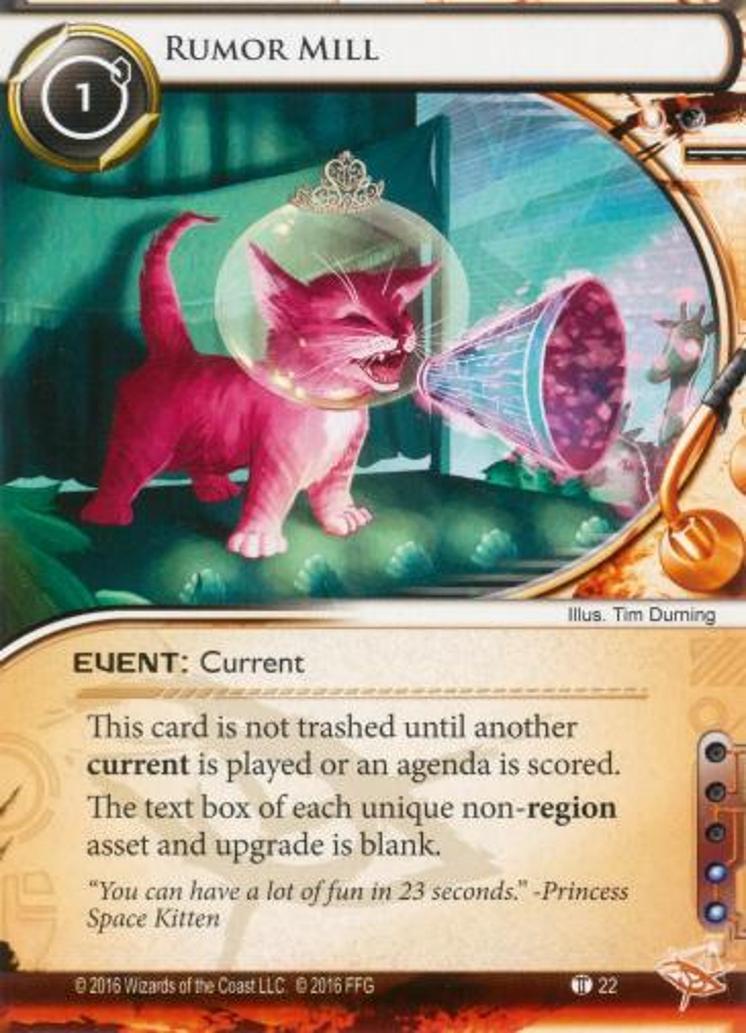 Rumor Mill
1
Illus. Tim Durning
EVENT: Current
This card is not trashed until another
current is played or an agenda is scored.
The text box of each unique non-region
asset and upgrade is blank.
“You can have a lot of fun in 23 seconds.” -Princess
Space Kitten
© 2016 Wizards of the Coast LLC. © 2016 FFG
22